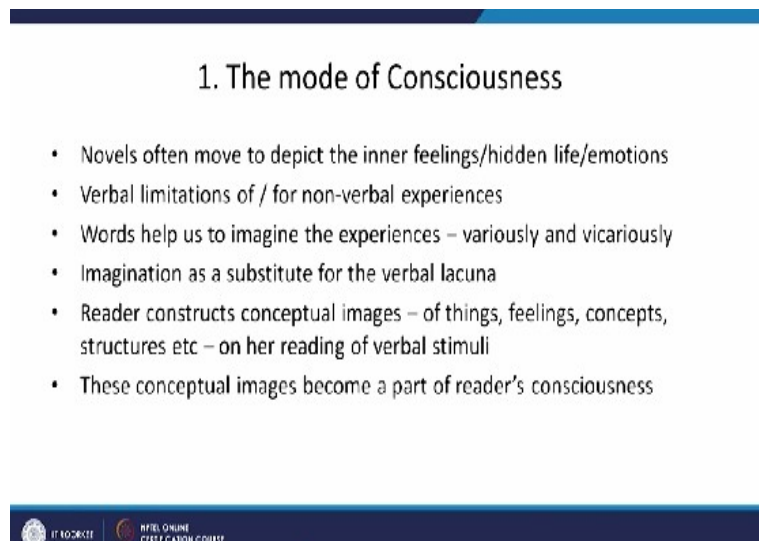 1. The mode of Consciousness
• Novels often move to depict the inner feelings/hidden life/emotions
• Verbal limitations of / for non-verbal experiences
• Words help us to imagine the experiences – variously and vicariously
• Imagination as a substitute for the verbal lacuna
• Reader constructs conceptual images – of things, feelings, concepts,
structures etc – on her reading of verbal stimuli
• These conceptual images become a part of reader's consciousness
IIT ROORKEE
NPTEL ONLINE
CERTIFICATION COURSE